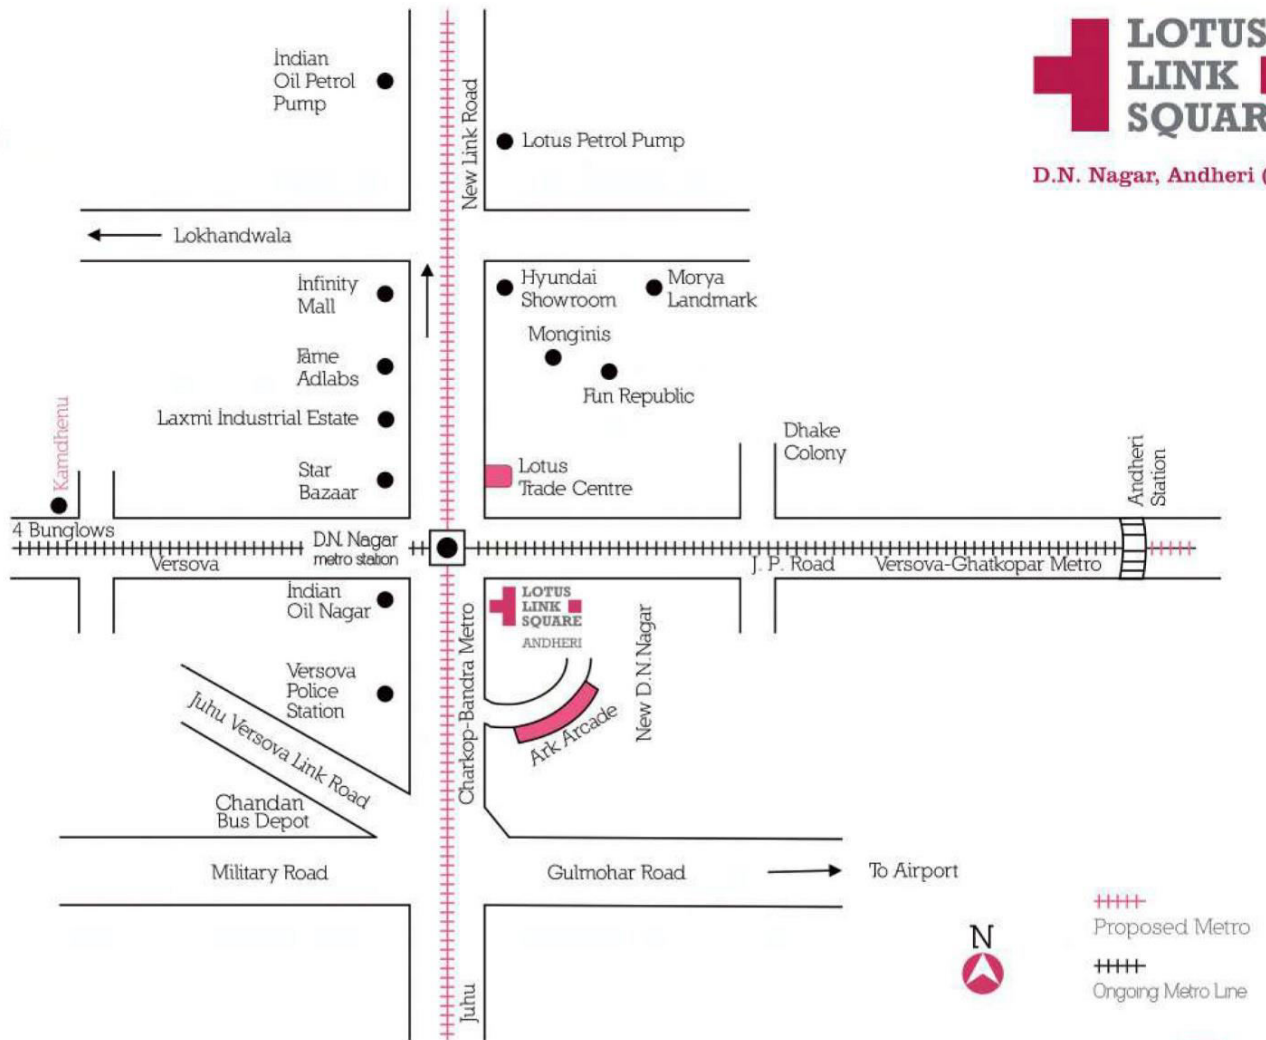 LOTUS
LINK
SQUAR
D.N. Nagar, Andheri (
Indian
Oil Petrol
Pump
New Link Road
Lotus Petrol Pump
Lokhandwala
Infinity
Mall
Hyundai
Showroom
Morya
Landmark
Monginis
Fame
Adlabs
Fun Republic
Laxmi Industrial Estate
Kamdhenu
Star
Bazaar
Lotus
Trade Centre
Dhake
Colony
Andheri
Station
4 Bunglows
D.N. Nagar
metro station
Versova
J. P. Road
Versova-Ghatkopar Metro
Indian
Oil Nagar
LOTUS
LINK
SQUARE
ANDHERI
Charkop-Bandra Metro
New D.N.Nagar
Versova
Police
Station
Juhu Versova Link Road
Ark Arcade
Chandan
Bus Depot
Military Road
Gulmohar Road
To Airport
N
Proposed Metro
Ongoing Metro Line
Juhu